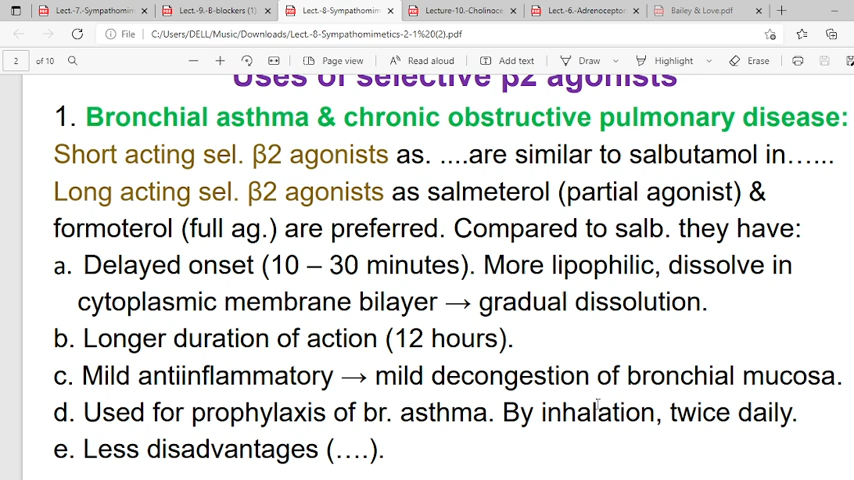 Lect.-7.-Sympathomim
Lect.-9.-B-blockers (1)
Lect.-8-Sympathomimetic
Lecture-10.-Cholinoce
Lect.-6.-Adrenoceptor
Bailey & Love.pdf
File C:/Users/DELL/Music/Downloads/Lect.-8-Sympathomimetics-2-1%20(2).pdf
2 of 10 Page view Read aloud Add text Draw Highlight Erase
Uses of selective β2 agonists
1. Bronchial asthma & chronic obstructive pulmonary disease:
Short acting sel. β2 agonists as. ....are similar to salbutamol in…...
Long acting sel. β2 agonists as salmeterol (partial agonist) &
formoterol (full ag.) are preferred. Compared to salb. they have:
a. Delayed onset (10 – 30 minutes). More lipophilic, dissolve in
cytoplasmic membrane bilayer → gradual dissolution.
b. Longer duration of action (12 hours).
c. Mild antiinflammatory → mild decongestion of bronchial mucosa.
d. Used for prophylaxis of br. asthma. By inhalation, twice daily.
e. Less disadvantages (….).